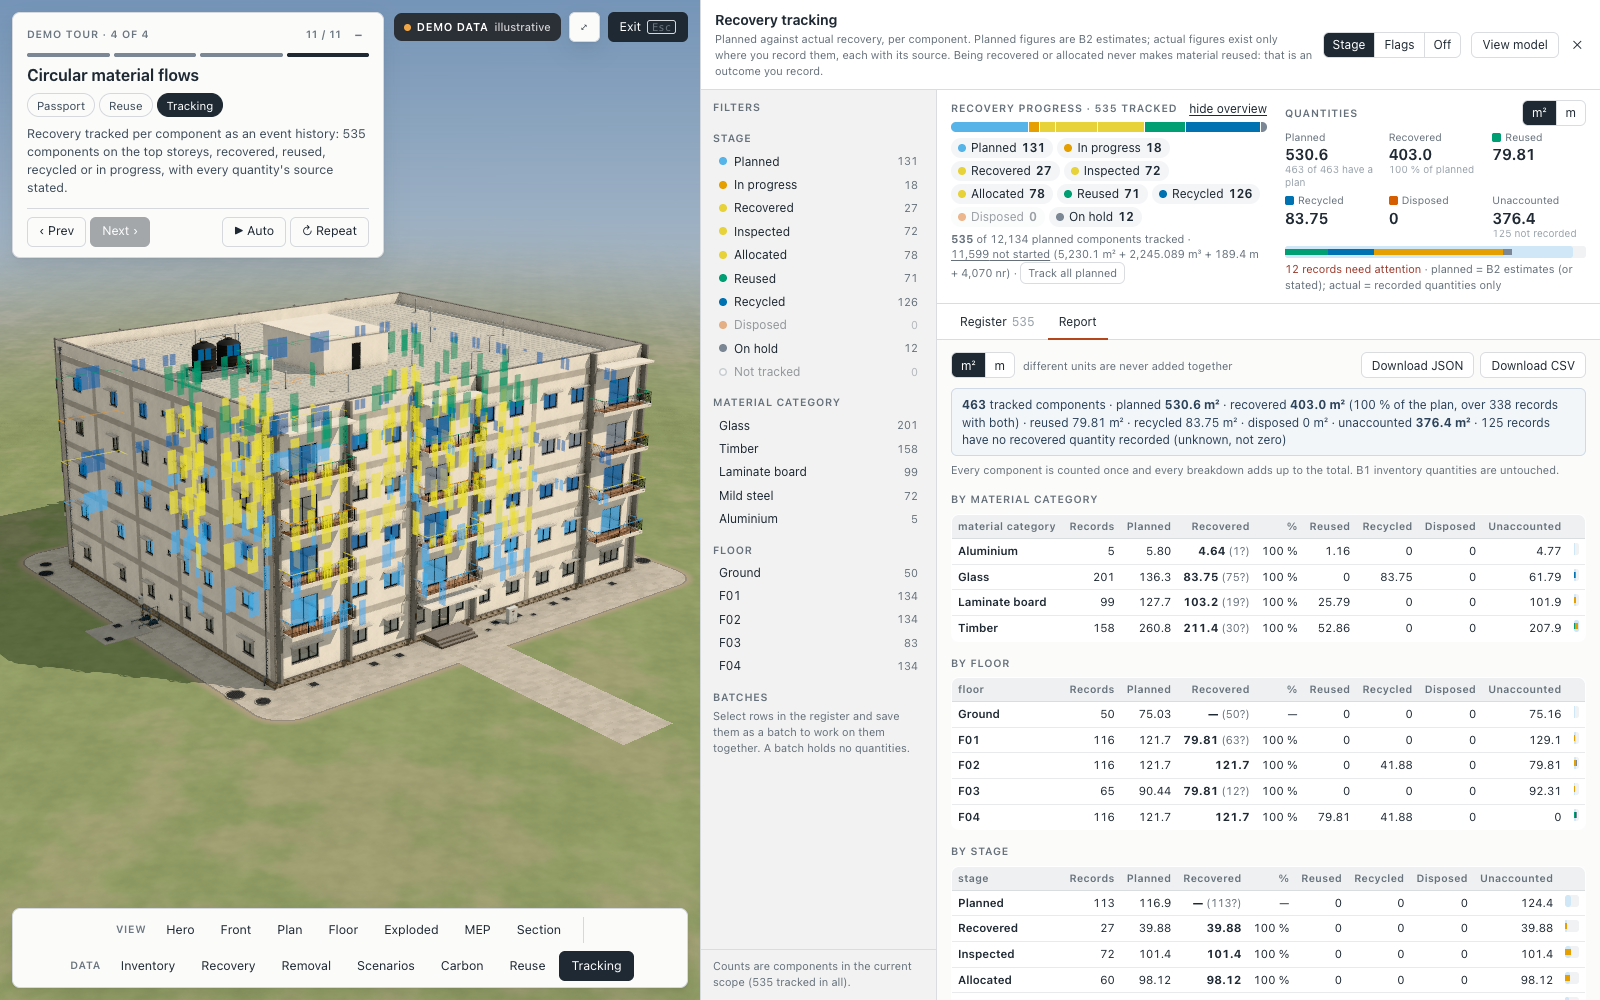 DEMO TOUR · 4 OF 4
11 / 11 –
Circular material flows
Passport Reuse Tracking
Recovery tracked per component as an event history: 535
components on the top storeys, recovered, reused,
recycled or in progress, with every quantity's source
stated.
‹ Prev Next › ▶ Auto ↻ Repeat
DEMO DATA illustrative
Exit Esc
VIEW Hero Front Plan Floor Exploded MEP Section
DATA Inventory Recovery Removal Scenarios Carbon Reuse Tracking
Recovery tracking
Planned against actual recovery, per component. Planned figures are B2 estimates; actual figures exist only
where you record them, each with its source. Being recovered or allocated never makes material reused: that is an
outcome you record.
Stage Flags Off View model ×
FILTERS
STAGE
Planned 131
In progress 18
Recovered 27
Inspected 72
Allocated 78
Reused 71
Recycled 126
Disposed 0
On hold 12
Not tracked 0
MATERIAL CATEGORY
Glass 201
Timber 158
Laminate board 99
Mild steel 72
Aluminium 5
FLOOR
Ground 50
F01 134
F02 134
F03 83
F04 134
BATCHES
Select rows in the register and save
them as a batch to work on them
together. A batch holds no quantities.
Counts are components in the current
scope (535 tracked in all).
RECOVERY PROGRESS · 535 TRACKED hide overview
Planned 131 In progress 18
Recovered 27 Inspected 72
Allocated 78 Reused 71 Recycled 126
Disposed 0 On hold 12
535 of 12,134 planned components tracked ·
11,599 not started (5,230.1 m² + 2,245.089 m³ + 189.4 m
+ 4,070 nr) · Track all planned
QUANTITIES m² m
Planned Recovered Reused
530.6 403.0 79.81
463 of 463 have a
plan
100 % of planned
Recycled Disposed Unaccounted
83.75 0 376.4
125 not recorded
12 records need attention · planned = B2 estimates (or
stated); actual = recorded quantities only
Register 535 Report
m² m different units are never added together
Download JSON Download CSV
463 tracked components · planned 530.6 m² · recovered 403.0 m² (100 % of the plan, over 338 records
with both) · reused 79.81 m² · recycled 83.75 m² · disposed 0 m² · unaccounted 376.4 m² · 125 records
have no recovered quantity recorded (unknown, not zero)
Every component is counted once and every breakdown adds up to the total. B1 inventory quantities are untouched.
BY MATERIAL CATEGORY
material category Records Planned Recovered % Reused Recycled Disposed Unaccounted
Aluminium 5 5.80 4.64 (1?) 100 % 1.16 0 0 4.77
Glass 201 136.3 83.75 (75?) 100 % 0 83.75 0 61.79
Laminate board 99 127.7 103.2 (19?) 100 % 25.79 0 0 101.9
Timber 158 260.8 211.4 (30?) 100 % 52.86 0 0 207.9
BY FLOOR
floor Records Planned Recovered % Reused Recycled Disposed Unaccounted
Ground 50 75.03 — (50?) — 0 0 0 75.16
F01 116 121.7 79.81 (63?) 100 % 0 0 0 129.1
F02 116 121.7 121.7 100 % 0 41.88 0 79.81
F03 65 90.44 79.81 (12?) 100 % 0 0 0 92.31
F04 116 121.7 121.7 100 % 79.81 41.88 0 0
BY STAGE
stage Records Planned Recovered % Reused Recycled Disposed Unaccounted
Planned 113 116.9 — (113?) — 0 0 0 124.4
Recovered 27 39.88 39.88 100 % 0 0 0 39.88
Inspected 72 101.4 101.4 100 % 0 0 0 101.4
Allocated 60 98.12 98.12 100 % 0 0 0 98.12